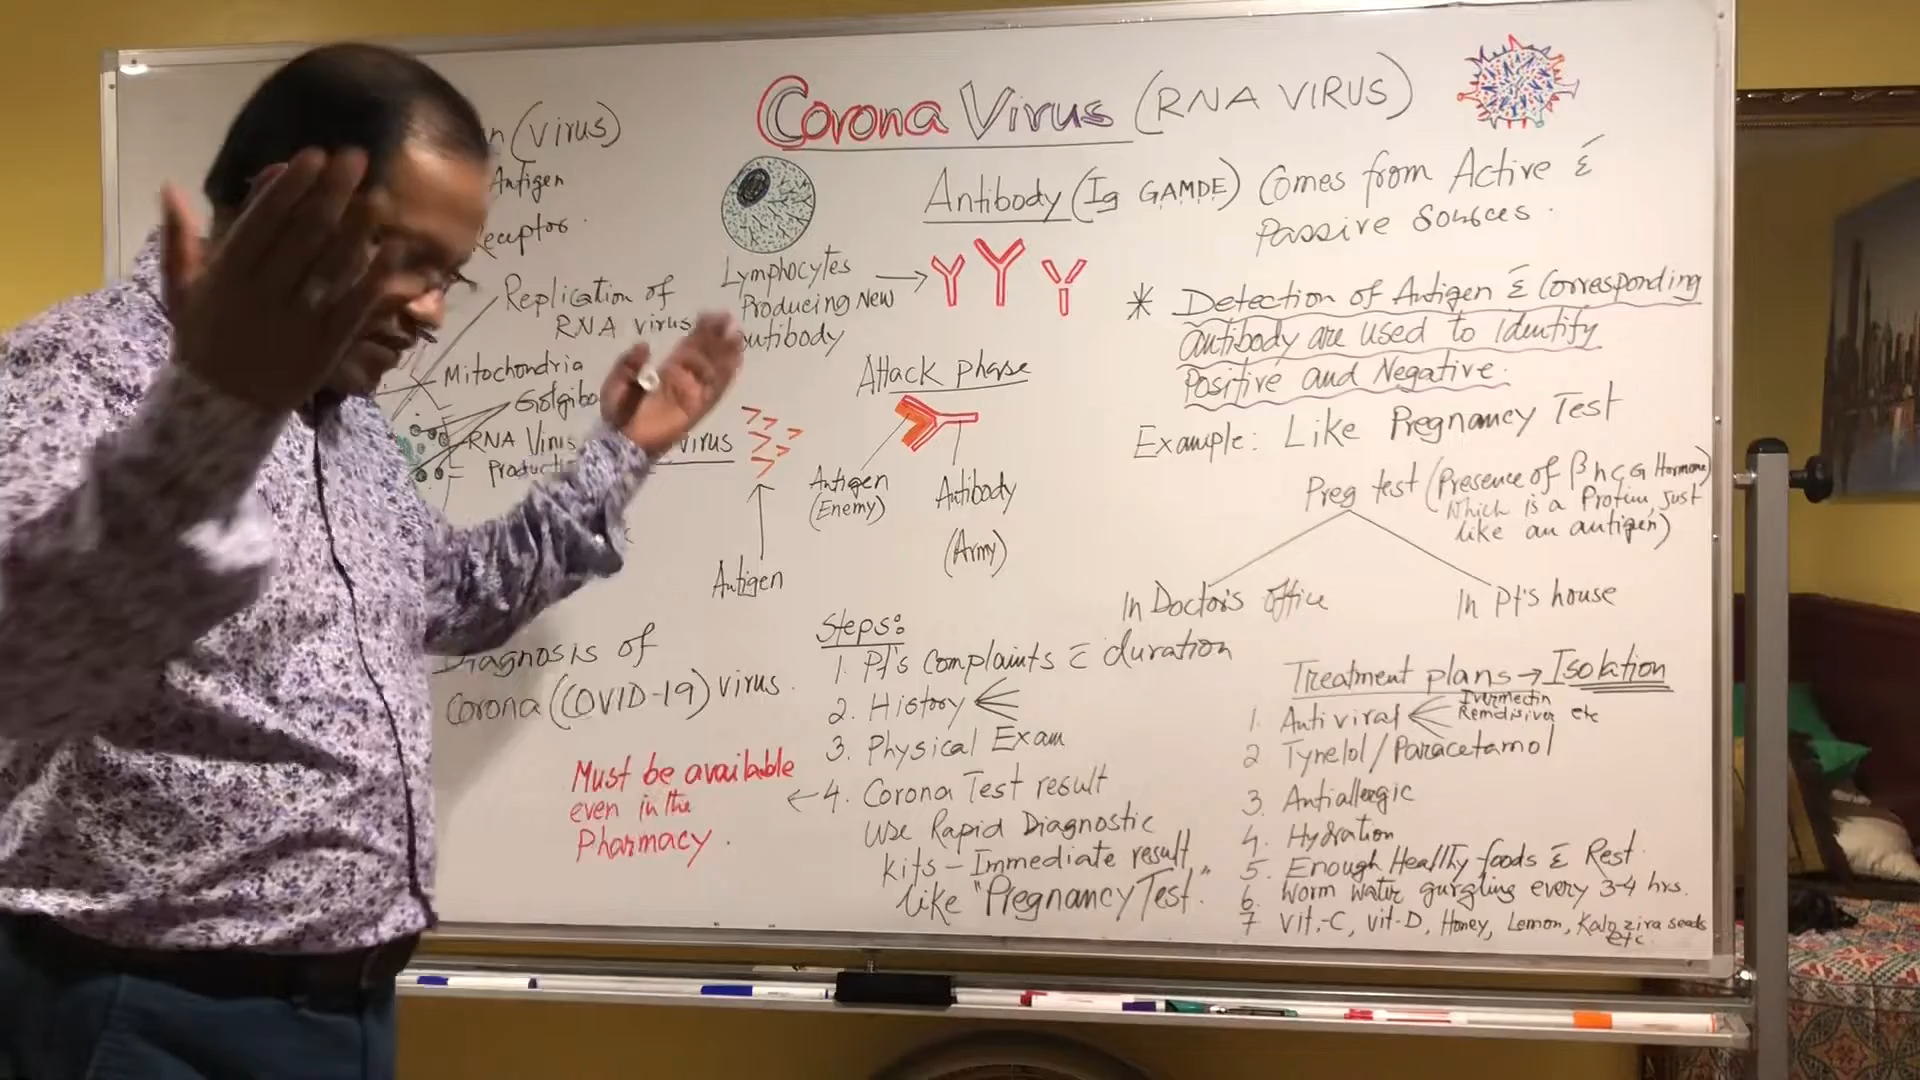 Corona Virus (RNA VIRUS)
(virus)
Antigen
Receptor
Replication of
RNA virus
Mitochondria
RNA Virus
virus
Lymphocytes
Producing New
antibody
Antibody (Ig GAMDE) Comes from Active &
Passive Sources.
Attack phase
Antigen
(Enemy)
Antibody
(Army)
Antigen
* Detection of Antigen & Corresponding
antibody are used to identify
Positive and Negative.
Example: Like Pregnancy Test
Preg test (Presence of βhCG Hormone
Which is a Protein, just
like an antigen)
In Doctor's office
In Pt's house
Diagnosis of
Corona (COVID-19) virus.
Must be available
even in the
Pharmacy.
Steps:
1. Pt's Complaints c duration
2. History
3. Physical Exam
4. Corona Test result
Use Rapid Diagnostic
kits - Immediate result
like "Pregnancy Test."
Treatment plans → Isolation
1. Antiviral Ivermectin
Remdisiver etc
2 Tynelol/Paracetamol
3. Antiallergic
4. Hydration
5. Enough Healthy foods & Rest.
6. Worm water gurgling every 3-4 hrs.
7 Vit.-C, vit-D, Honey, Lemon, Kalozira seeds
etc.